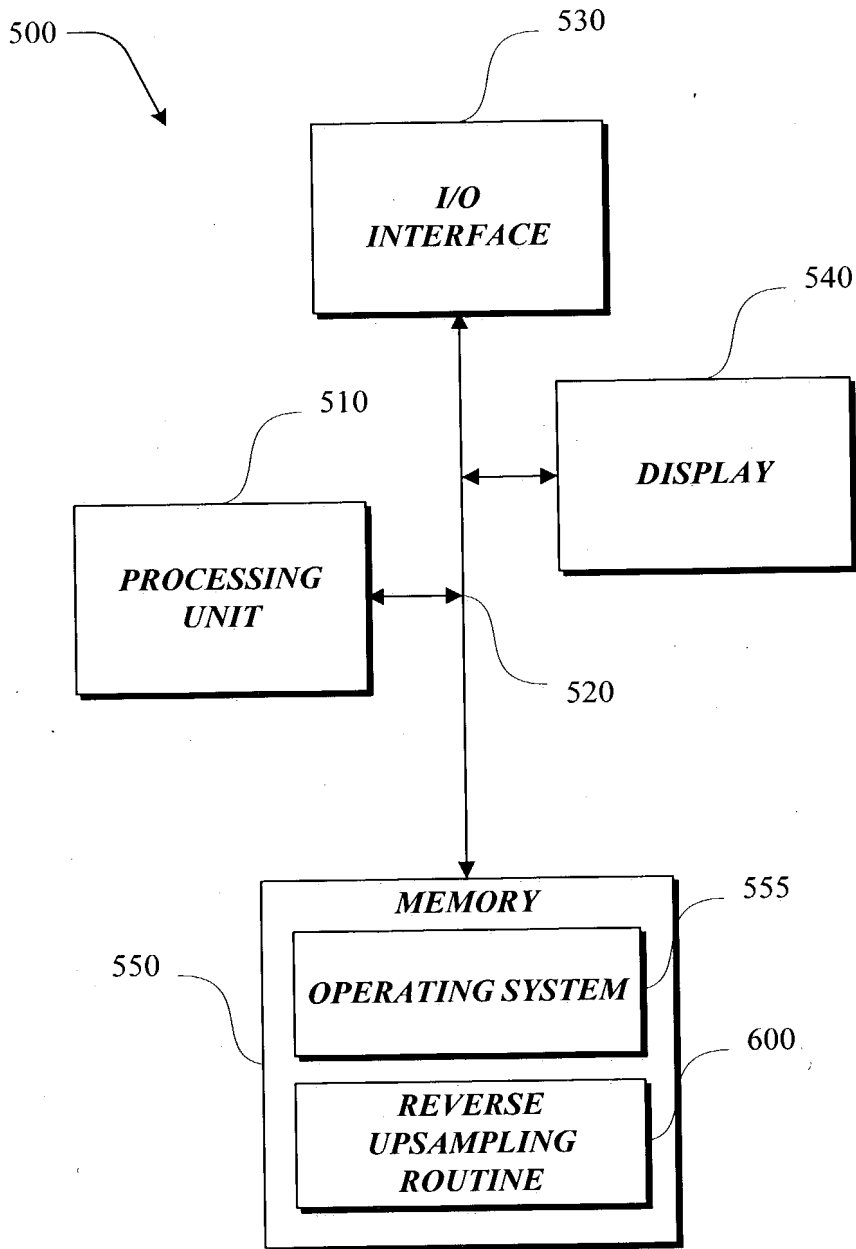 500
530
I/O
INTERFACE
540
DISPLAY
510
PROCESSING
UNIT
520
MEMORY
555
550
OPERATING SYSTEM
600
REVERSE
UPSAMPLING
ROUTINE